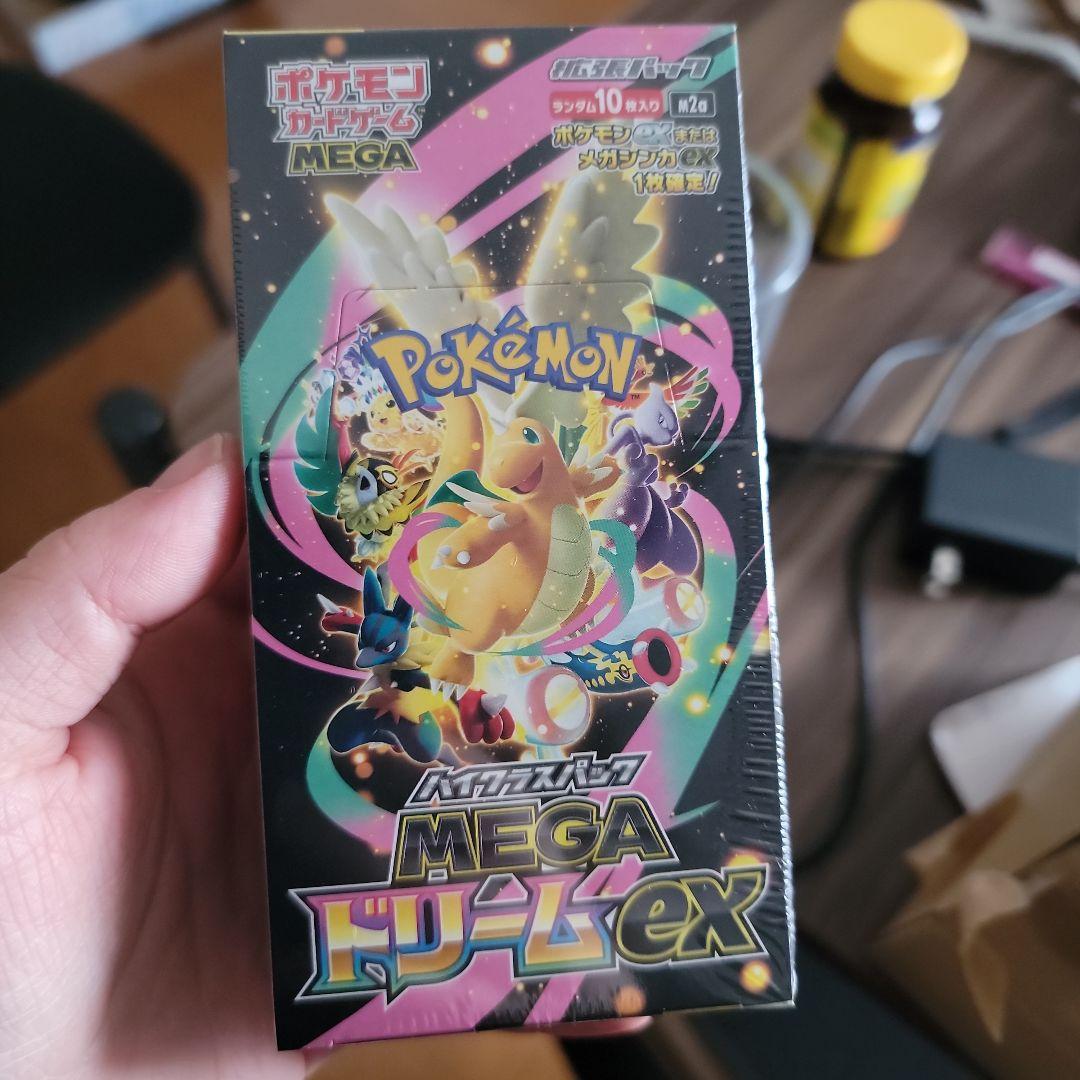 ポケモン
カードゲーム
MEGA
拡張パック
ランダム10枚入り M2a
ポケモンexまたは
メガシンカex
1枚確定!
POKéMON
TM
ハイクラスパック
MEGA
ドリームex